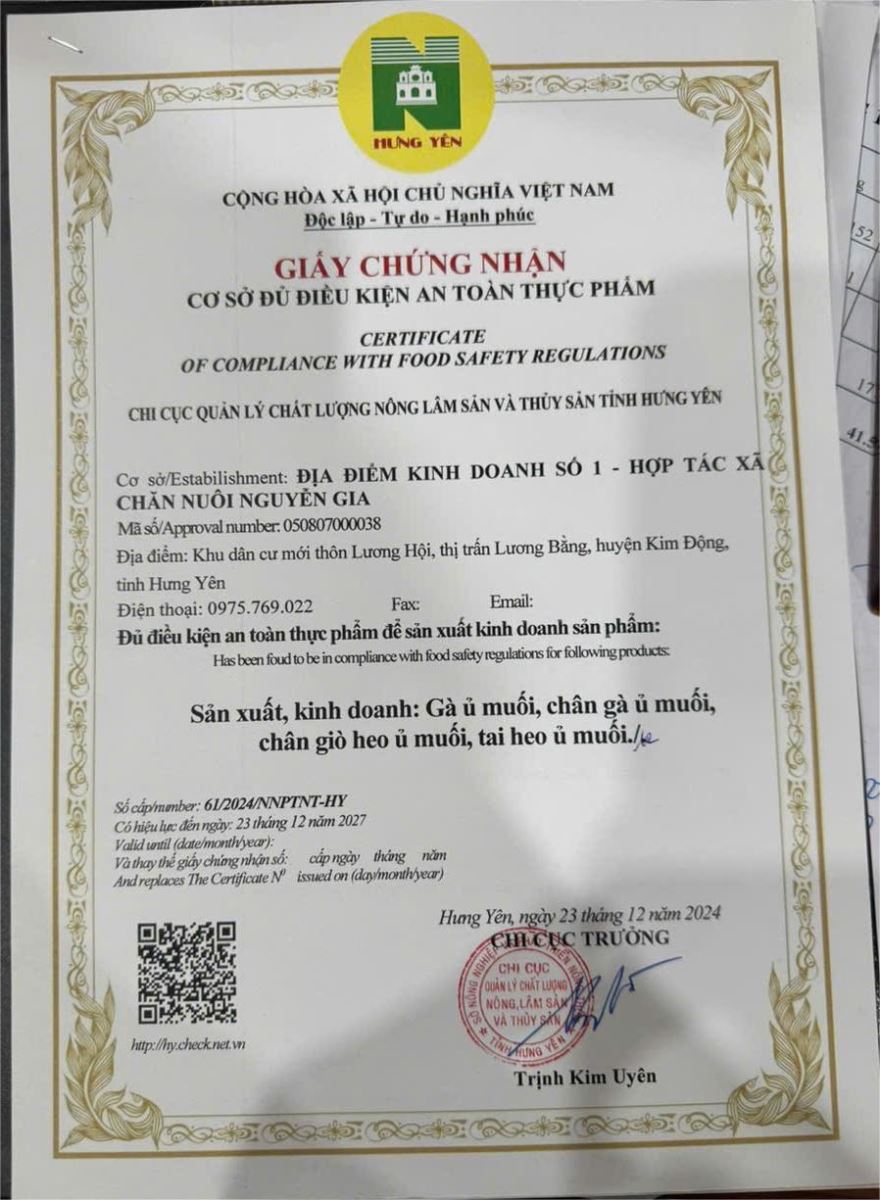 HƯNG YÊN
CỘNG HÒA XÃ HỘI CHỦ NGHĨA VIỆT NAM
Độc lập - Tự do - Hạnh phúc
GIẤY CHỨNG NHẬN
CƠ SỞ ĐỦ ĐIỀU KIỆN AN TOÀN THỰC PHẨM
CERTIFICATE
OF COMPLIANCE WITH FOOD SAFETY REGULATIONS
CHI CỤC QUẢN LÝ CHẤT LƯỢNG NÔNG LÂM SẢN VÀ THỦY SẢN TỈNH HƯNG YÊN
Cơ sở/Estabilishment: ĐỊA ĐIỂM KINH DOANH SỐ 1 - HỢP TÁC XÃ
CHĂN NUÔI NGUYỄN GIA
Mã số/Approval number: 050807000038
Địa điểm: Khu dân cư mới thôn Lương Hội, thị trấn Lương Bằng, huyện Kim Động,
tỉnh Hưng Yên
Điện thoại: 0975.769.022 Fax: Email:
Đủ điều kiện an toàn thực phẩm để sản xuất kinh doanh sản phẩm:
Has been foud to be in compliance with food safety regulations for following products:
Sản xuất, kinh doanh: Gà ủ muối, chân gà ủ muối,
chân giò heo ủ muối, tai heo ủ muối./
Số cấp/number: 61/2024/NNPTNT-HY
Có hiệu lực đến ngày: 23 tháng 12 năm 2027
Valid until (date/month/year):
Và thay thế giấy chứng nhận số: cấp ngày tháng năm
And replaces The Certificate Nº issued on (day/month/year)
Hưng Yên, ngày 23 tháng 12 năm 2024
CHI CỤC TRƯỞNG
CHI CỤC
QUẢN LÝ CHẤT LƯỢNG
NÔNG, LÂM SẢN
VÀ THỦY SẢN
TỈNH HƯNG YÊN
http://hy.check.net.vn
Trịnh Kim Uyên
152
17